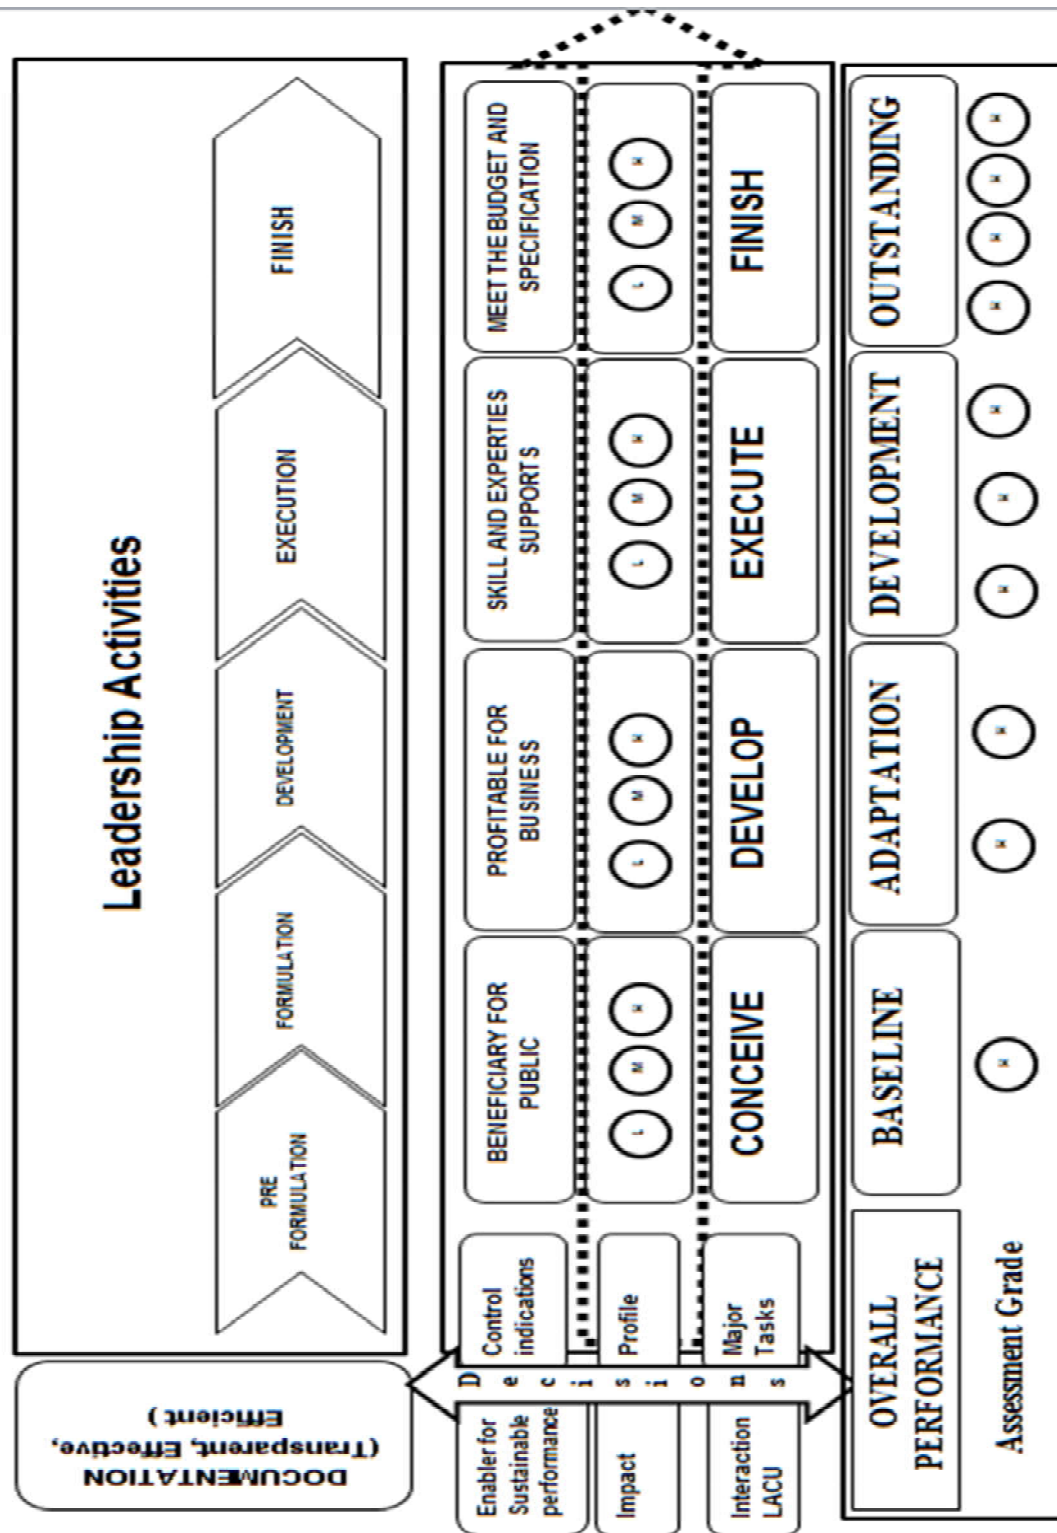 DOCUMENTATION
(Transparent, Effective,
Efficient )
Leadership Activities
PRE
FORMULATION
FORMULATION
DEVELOPMENT
EXECUTION
FINISH
Enabler for
Sustainable
performance
Decisions
Control
indications
BENEFICIARY FOR
PUBLIC
PROFITABLE FOR
BUSINESS
SKILL AND EXPERTIES
SUPPORTS
MEET THE BUDGET AND
SPECIFICATION
Impact
Profile
L M H
L M H
L M H
L M H
Interaction
LACU
Major
Tasks
CONCEIVE
DEVELOP
EXECUTE
FINISH
OVERALL
PERFORMANCE
BASELINE
ADAPTATION
DEVELOPMENT
OUTSTANDING
Assessment Grade
H
H H
H H H
H H H H